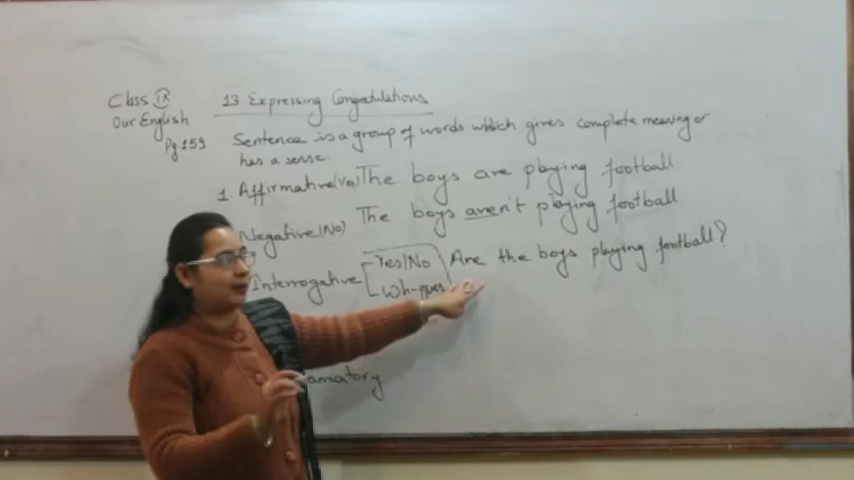 Class IX 13 Expressing Congratulations
Our English
Pg. 159
Sentence is a group of words which gives complete meaning or
has a sense
1. Affirmative (Yes) The boys are playing football
Negative (No) The boys aren't playing football
Interrogative Yes/No Are the boys playing football?
Wh-ques
amatory